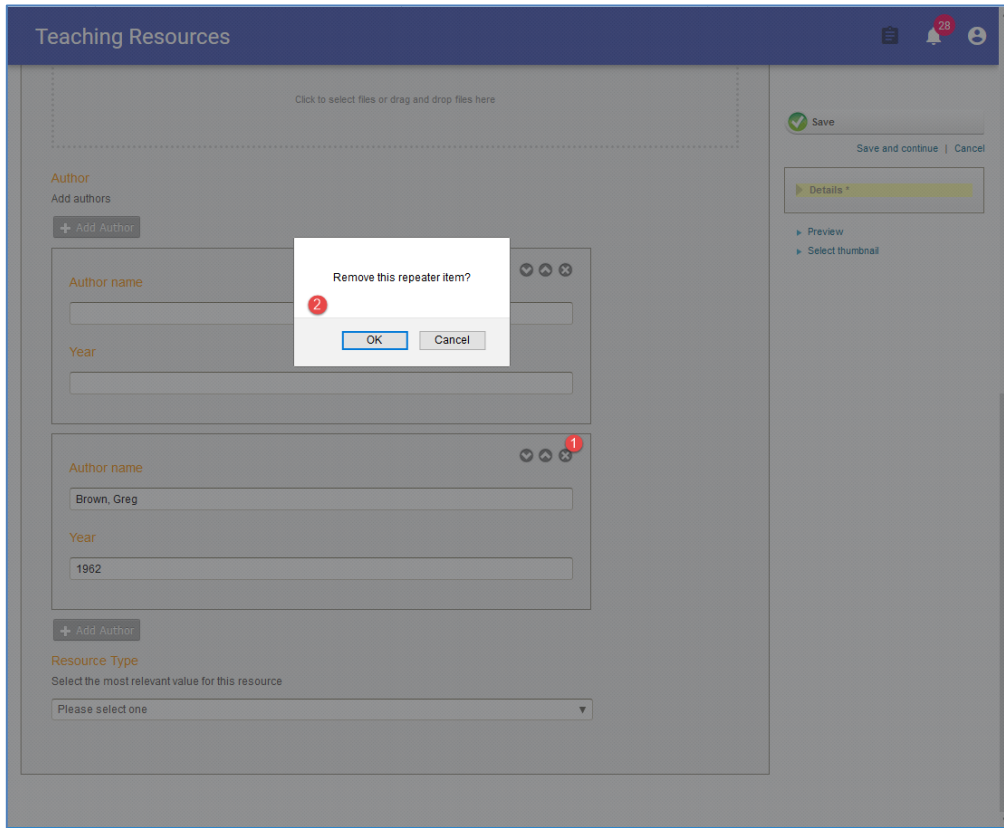 Teaching Resources
28
Click to select files or drag and drop files here
Save
Save and continue | Cancel
Details *
Preview
Select thumbnail
Author
Add authors
Add Author
Author name
Year
Remove this repeater item?
2
OK Cancel
1
Author name
Brown, Greg
Year
1962
Add Author
Resource Type
Select the most relevant value for this resource
Please select one